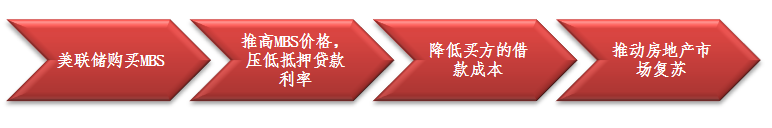 美联储购买MBS
推高MBS价格，
压低抵押贷款
利率
降低买方的借
款成本
推动房地产市
场复苏